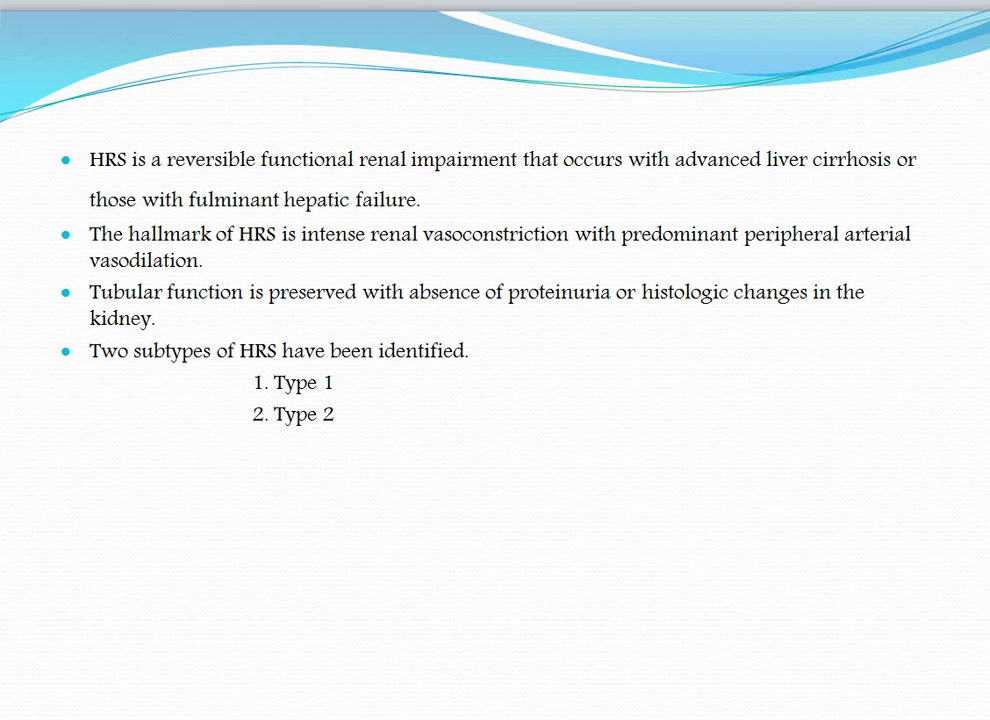 HRS is a reversible functional renal impairment that occurs with advanced liver cirrhosis or
those with fulminant hepatic failure.
The hallmark of HRS is intense renal vasoconstriction with predominant peripheral arterial
vasodilation.
Tubular function is preserved with absence of proteinuria or histologic changes in the
kidney.
Two subtypes of HRS have been identified.
1. Type 1
2. Type 2